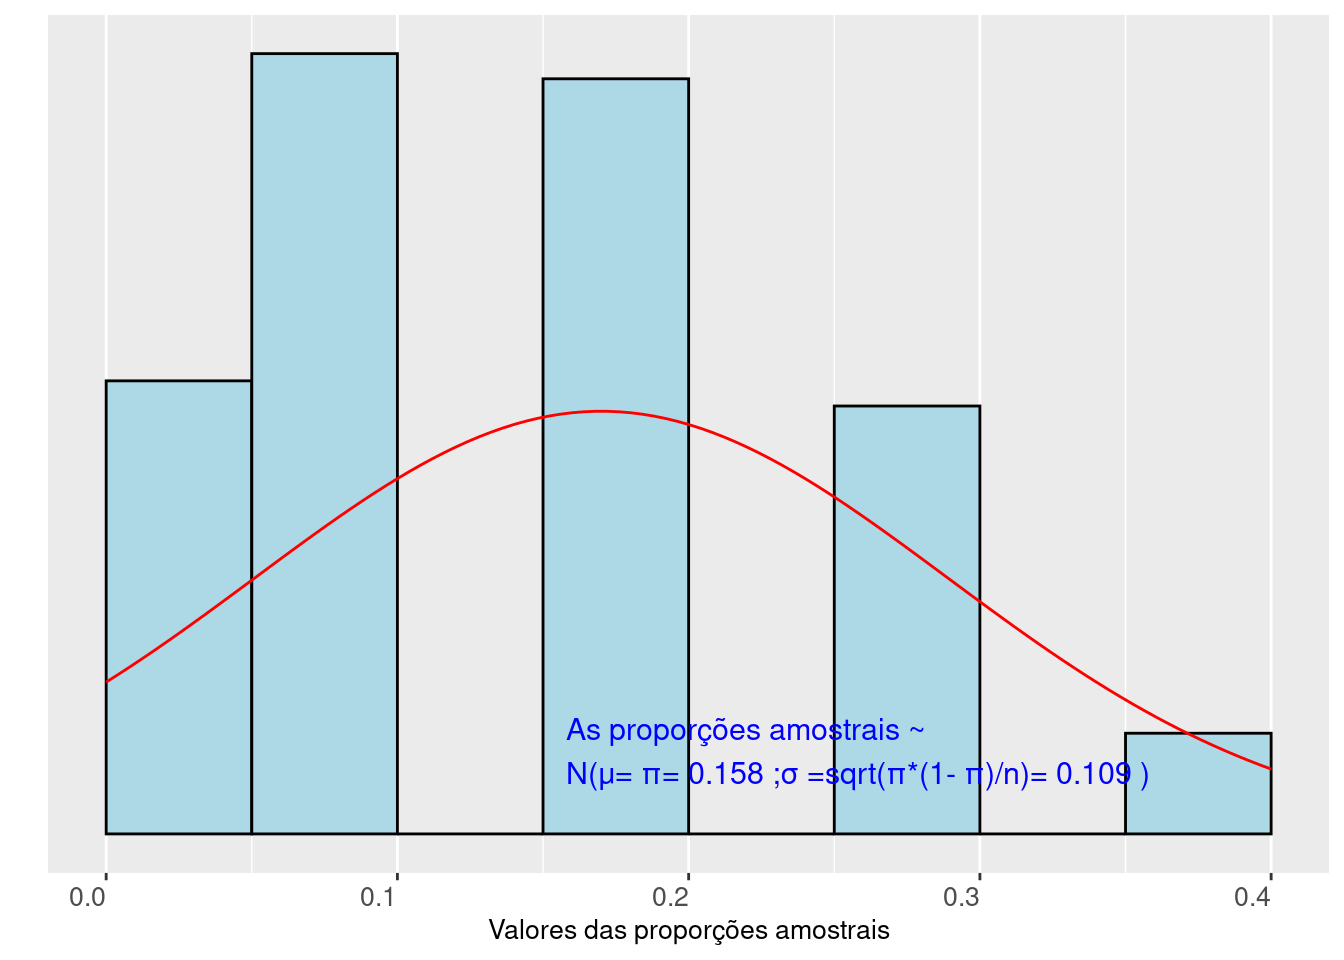 As proporções amostrais ~
N(μ= π= 0.158 ;σ =sqrt(π*(1- π)/n)= 0.109 )
0.0 0.1 0.2 0.3 0.4
Valores das proporções amostrais